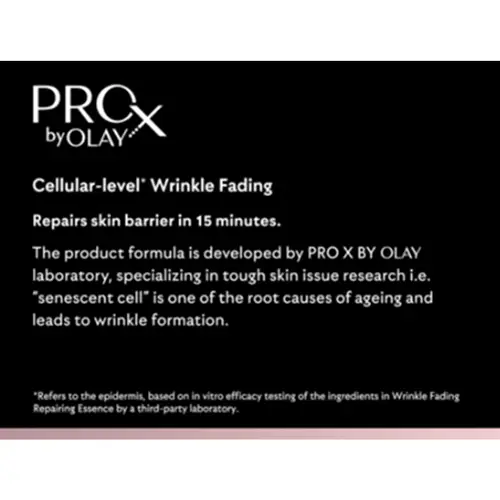 PROX
by OLAY
Cellular-level* Wrinkle Fading
Repairs skin barrier in 15 minutes.
The product formula is developed by PRO X BY OLAY
laboratory, specializing in tough skin issue research i.e.
"senescent cell" is one of the root causes of ageing and
leads to wrinkle formation.
*Refers to the epidermis, based on in vitro efficacy testing of the ingredients in Wrinkle Fading
Repairing Essence by a third-party laboratory.